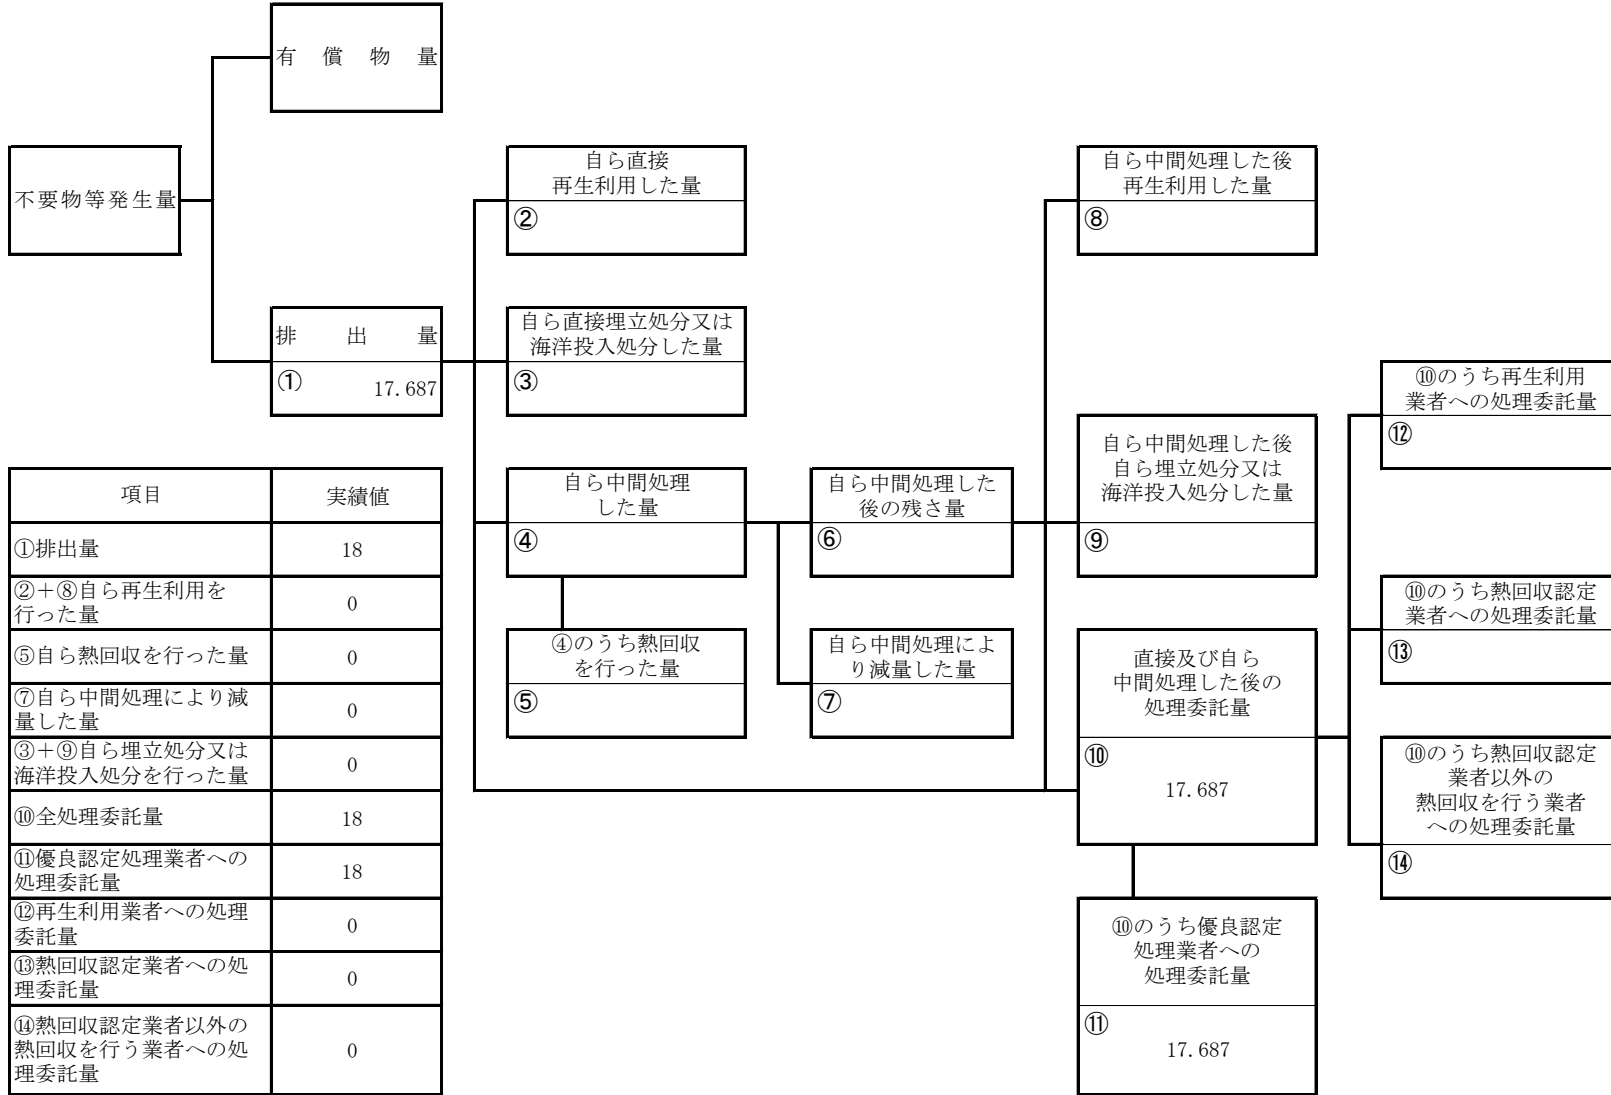 有償物量
不要物等発生量
排出量
①
17.687
自ら直接
再生利用した量
②
自ら直接埋立処分又は
海洋投入処分した量
③
自ら中間処理
した量
④
④のうち熱回収
を行った量
⑤
自ら中間処理した
後の残さ量
⑥
自ら中間処理によ
り減量した量
⑦
自ら中間処理した後
再生利用した量
⑧
自ら中間処理した後
自ら埋立処分又は
海洋投入処分した量
⑨
直接及び自ら
中間処理した後の
処理委託量
⑩
17.687
⑩のうち優良認定
処理業者への
処理委託量
⑪
17.687
⑩のうち再生利用
業者への処理委託量
⑫
⑩のうち熱回収認定
業者への処理委託量
⑬
⑩のうち熱回収認定
業者以外の
熱回収を行う業者
への処理委託量
⑭
項目 実績値
①排出量 18
②+⑧自ら再生利用を
行った量 0
⑤自ら熱回収を行った量 0
⑦自ら中間処理により減
量した量 0
③+⑨自ら埋立処分又は
海洋投入処分を行った量 0
⑩全処理委託量 18
⑪優良認定処理業者への
処理委託量 18
⑫再生利用業者への処理
委託量 0
⑬熱回収認定業者への処
理委託量 0
⑭熱回収認定業者以外の
熱回収を行う業者への処
理委託量 0